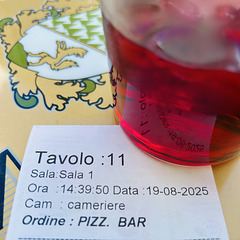 Tavolo :11
Sala:Sala 1
Ora :14:39:50 Data :19-08-2025
Cam : cameriere
Ordine : PIZZ. BAR